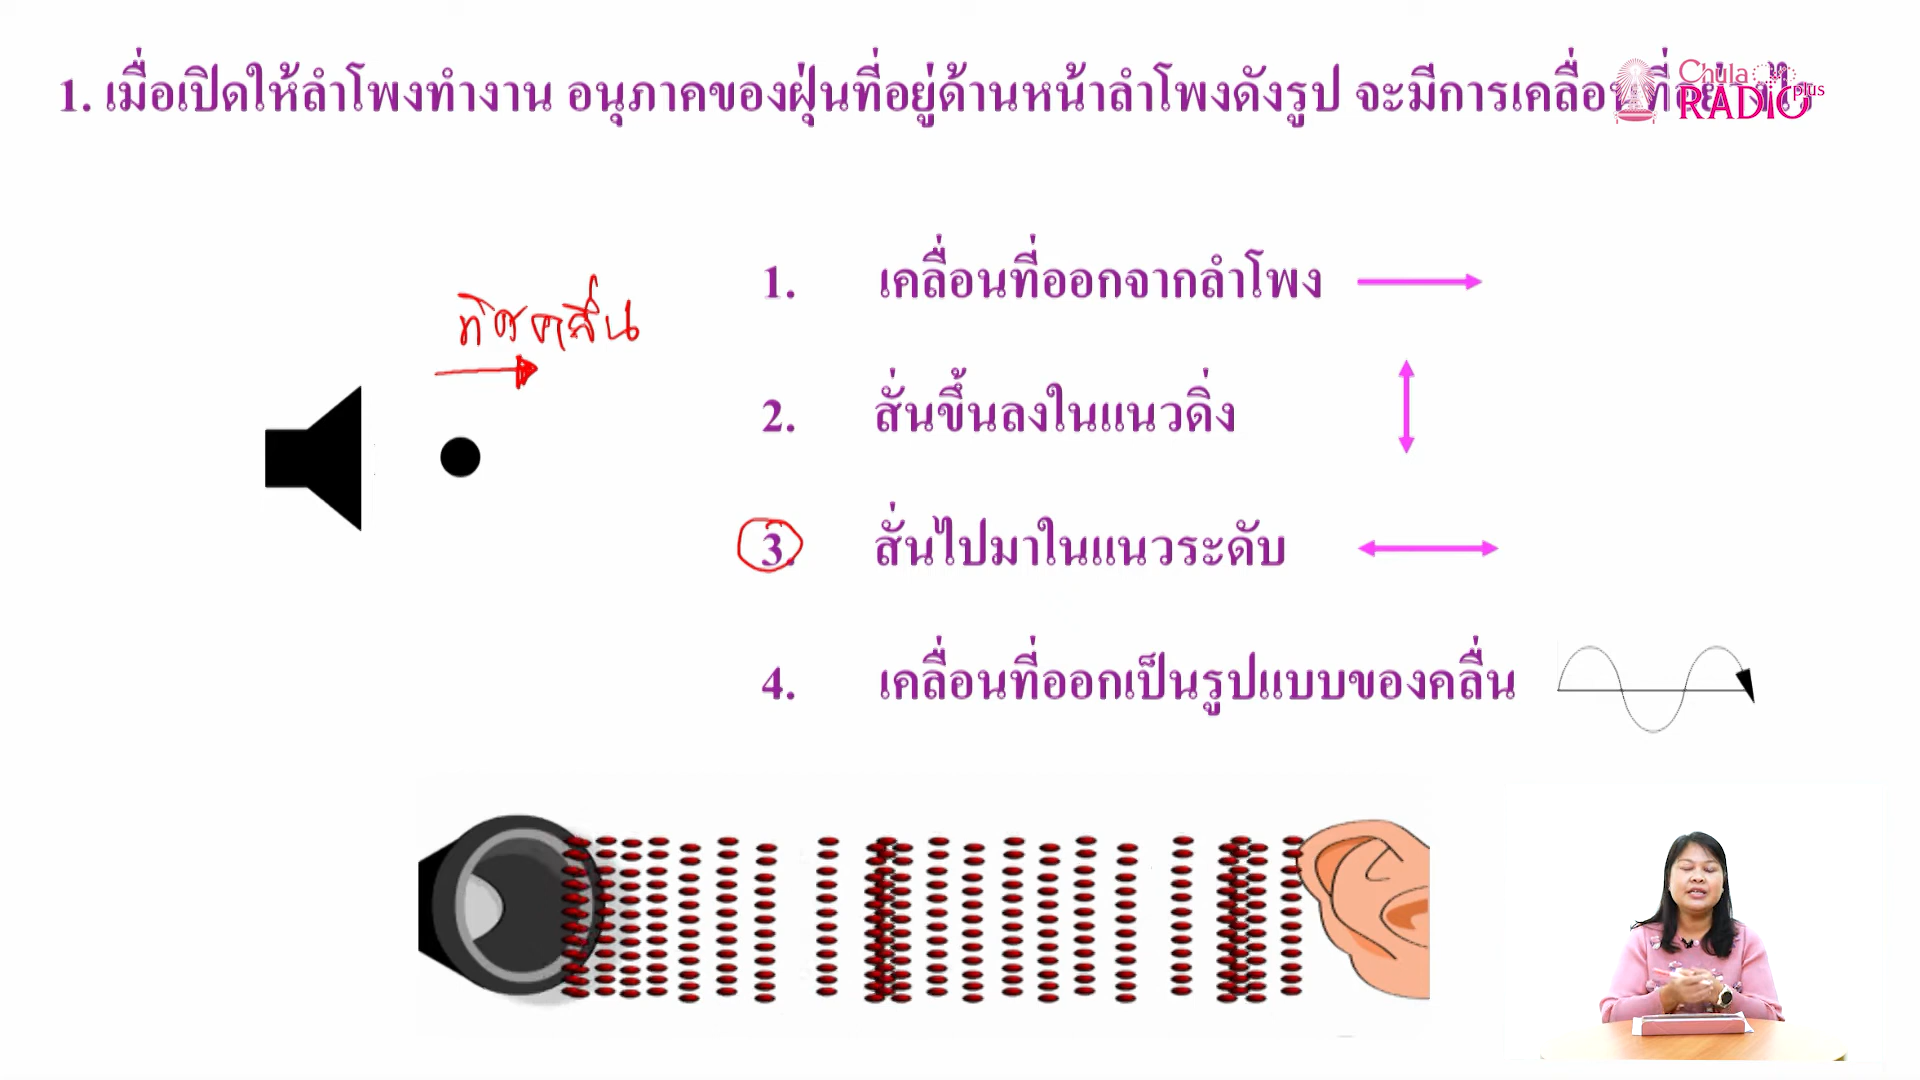 1. เมื่อเปิดให้ลำโพงทำงาน อนุภาคของฝุ่นที่อยู่ด้านหน้าลำโพงดังรูป จะมีการเคลื่อนที่
Chula
RADIO plus
1. เคลื่อนที่ออกจากลำโพง
ทิศคลื่น
2. สั่นขึ้นลงในแนวดิ่ง
3. สั่นไปมาในแนวระดับ
4. เคลื่อนที่ออกเป็นรูปแบบของคลื่น